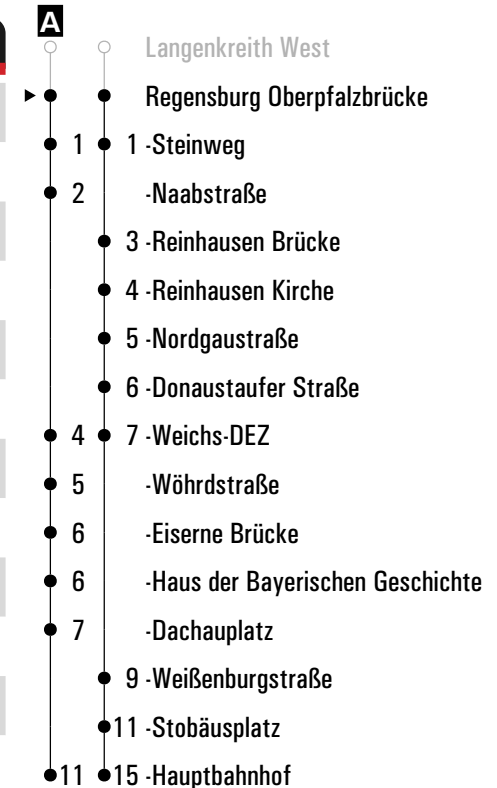 A
Langenkreith West
Regensburg Oberpfalzbrücke
1 1 -Steinweg
2 -Naabstraße
3 -Reinhausen Brücke
4 -Reinhausen Kirche
5 -Nordgaustraße
6 -Donaustaufer Straße
4 7 -Weichs-DEZ
5 -Wöhrdstraße
6 -Eiserne Brücke
6 -Haus der Bayerischen Geschichte
7 -Dachauplatz
9 -Weißenburgstraße
11 -Stobäusplatz
11 15 -Hauptbahnhof